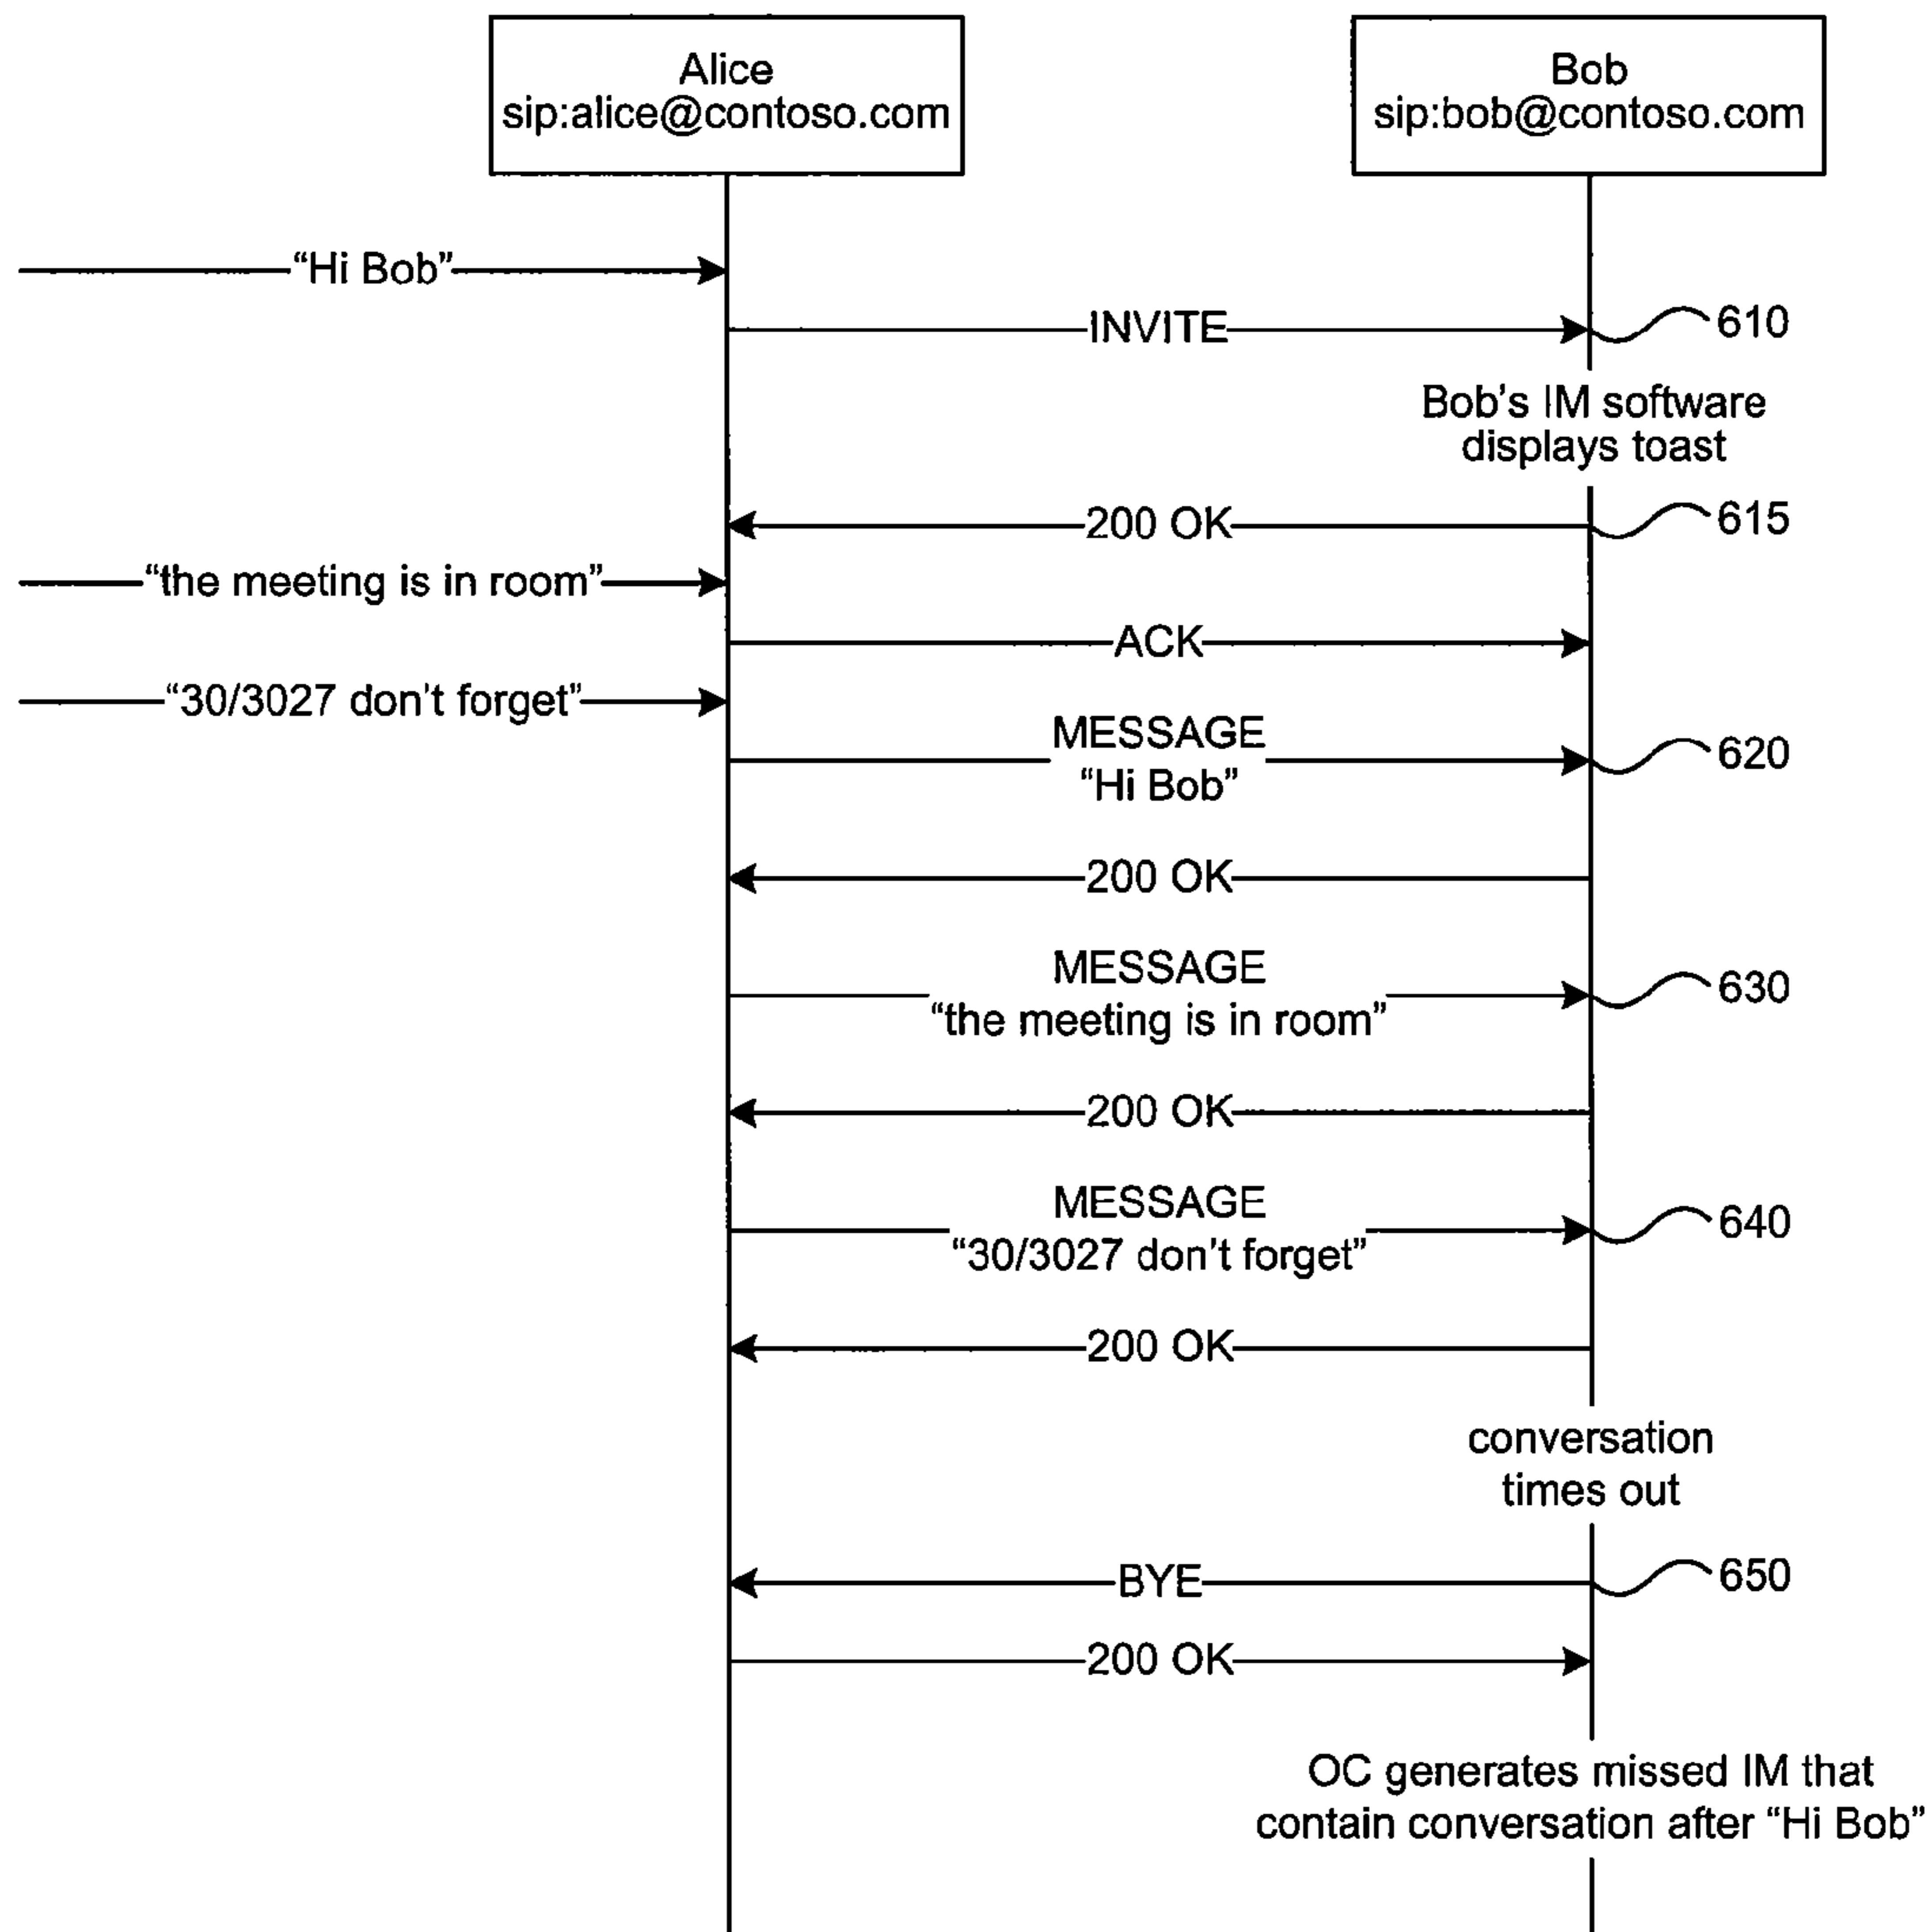 Alice
sip:alice@contoso.com
Bob
sip:bob@contoso.com
“Hi Bob”
INVITE
610
Bob's IM software
displays toast
200 OK
615
“the meeting is in room”
ACK
“30/3027 don't forget”
MESSAGE
“Hi Bob”
620
200 OK
MESSAGE
“the meeting is in room”
630
200 OK
MESSAGE
“30/3027 don't forget”
640
200 OK
conversation
times out
BYE
650
200 OK
OC generates missed IM that
contain conversation after “Hi Bob”